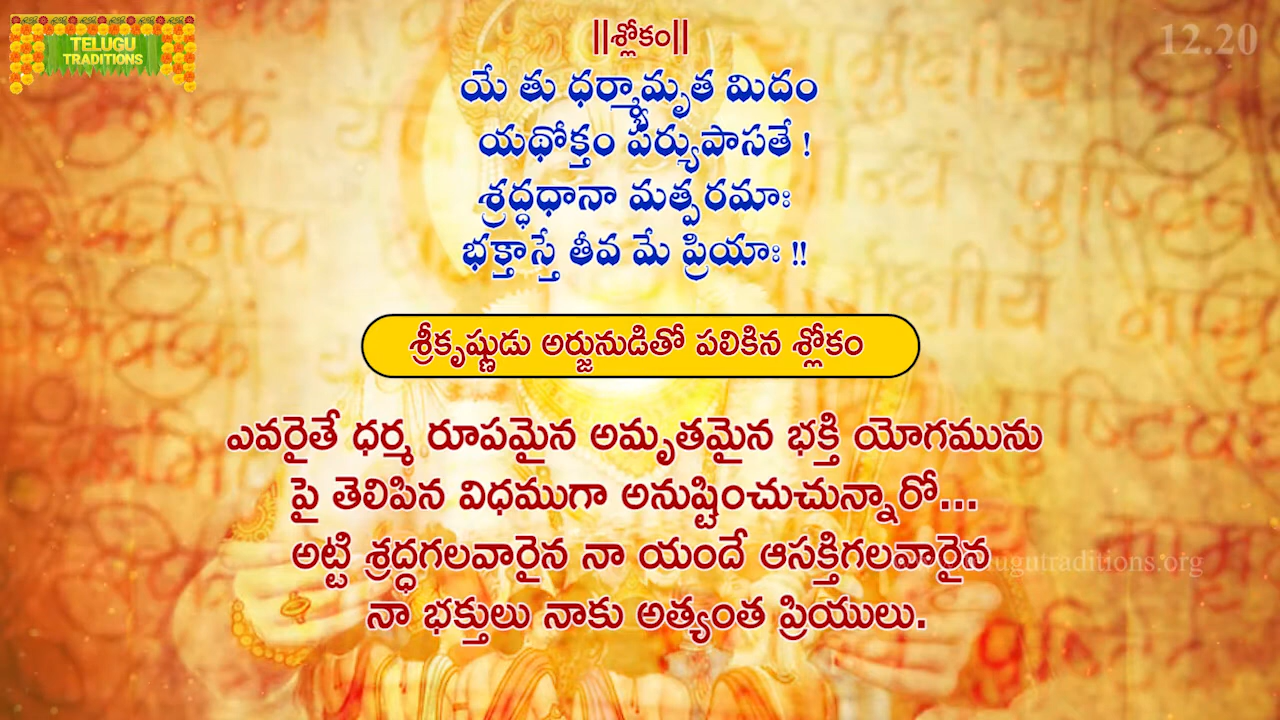 TELUGU
TRADITIONS
12.20
||శ్లోకం||
యే తు ధర్మ్యామృత మిదం
యథోక్తం పర్యుపాసతే !
శ్రద్ధధానా మత్పరమాః
భక్తాస్తే తీవ మే ప్రియాః !!
శ్రీకృష్ణుడు అర్జునుడితో పలికిన శ్లోకం
ఎవరైతే ధర్మ రూపమైన అమృతమైన భక్తి యోగమును
పై తెలిపిన విధముగా అనుష్టించుచున్నారో...
అట్టి శ్రద్ధగలవారైన నా యందే ఆసక్తిగలవారైన
నా భక్తులు నాకు అత్యంత ప్రియులు.